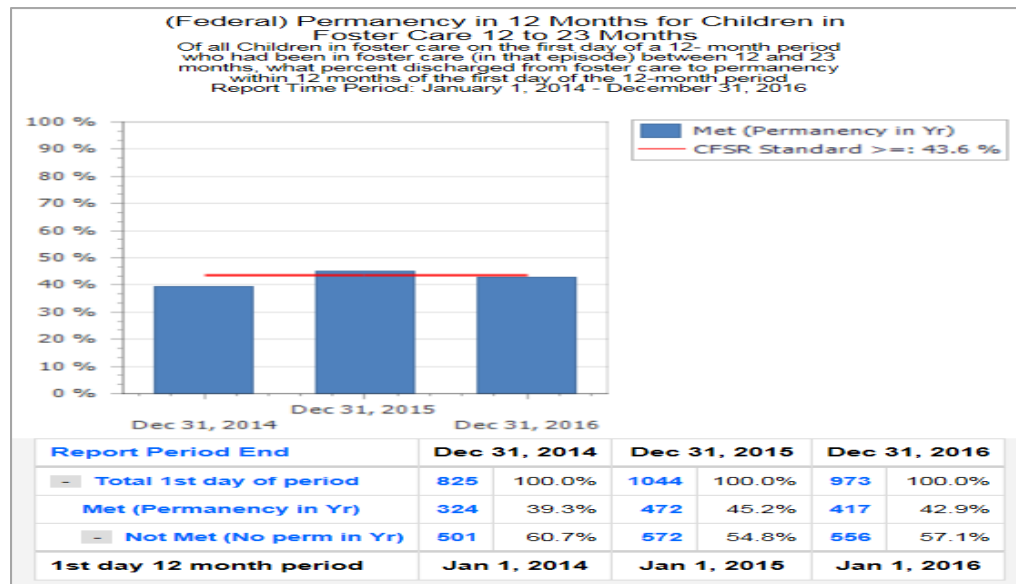 (Federal) Permanency in 12 Months for Children in
Foster Care 12 to 23 Months
Of all Children in foster care on the first day of a 12- month period
who had been in foster care (in that episode) between 12 and 23
months, what percent discharged from foster care to permanency
within 12 months of the first day of the 12-month period
Report Time Period: January 1, 2014 - December 31, 2016
100 %
90 %
80 %
70 %
60 %
50 %
40 %
30 %
20 %
10 %
0 %
Dec 31, 2014
Dec 31, 2015
Dec 31, 2016
Met (Permanency in Yr)
CFSR Standard >=: 43.6 %
Report Period End Dec 31, 2014 Dec 31, 2015 Dec 31, 2016
- Total 1st day of period 825 100.0% 1044 100.0% 973 100.0%
Met (Permanency in Yr) 324 39.3% 472 45.2% 417 42.9%
- Not Met (No perm in Yr) 501 60.7% 572 54.8% 556 57.1%
1st day 12 month period Jan 1, 2014 Jan 1, 2015 Jan 1, 2016